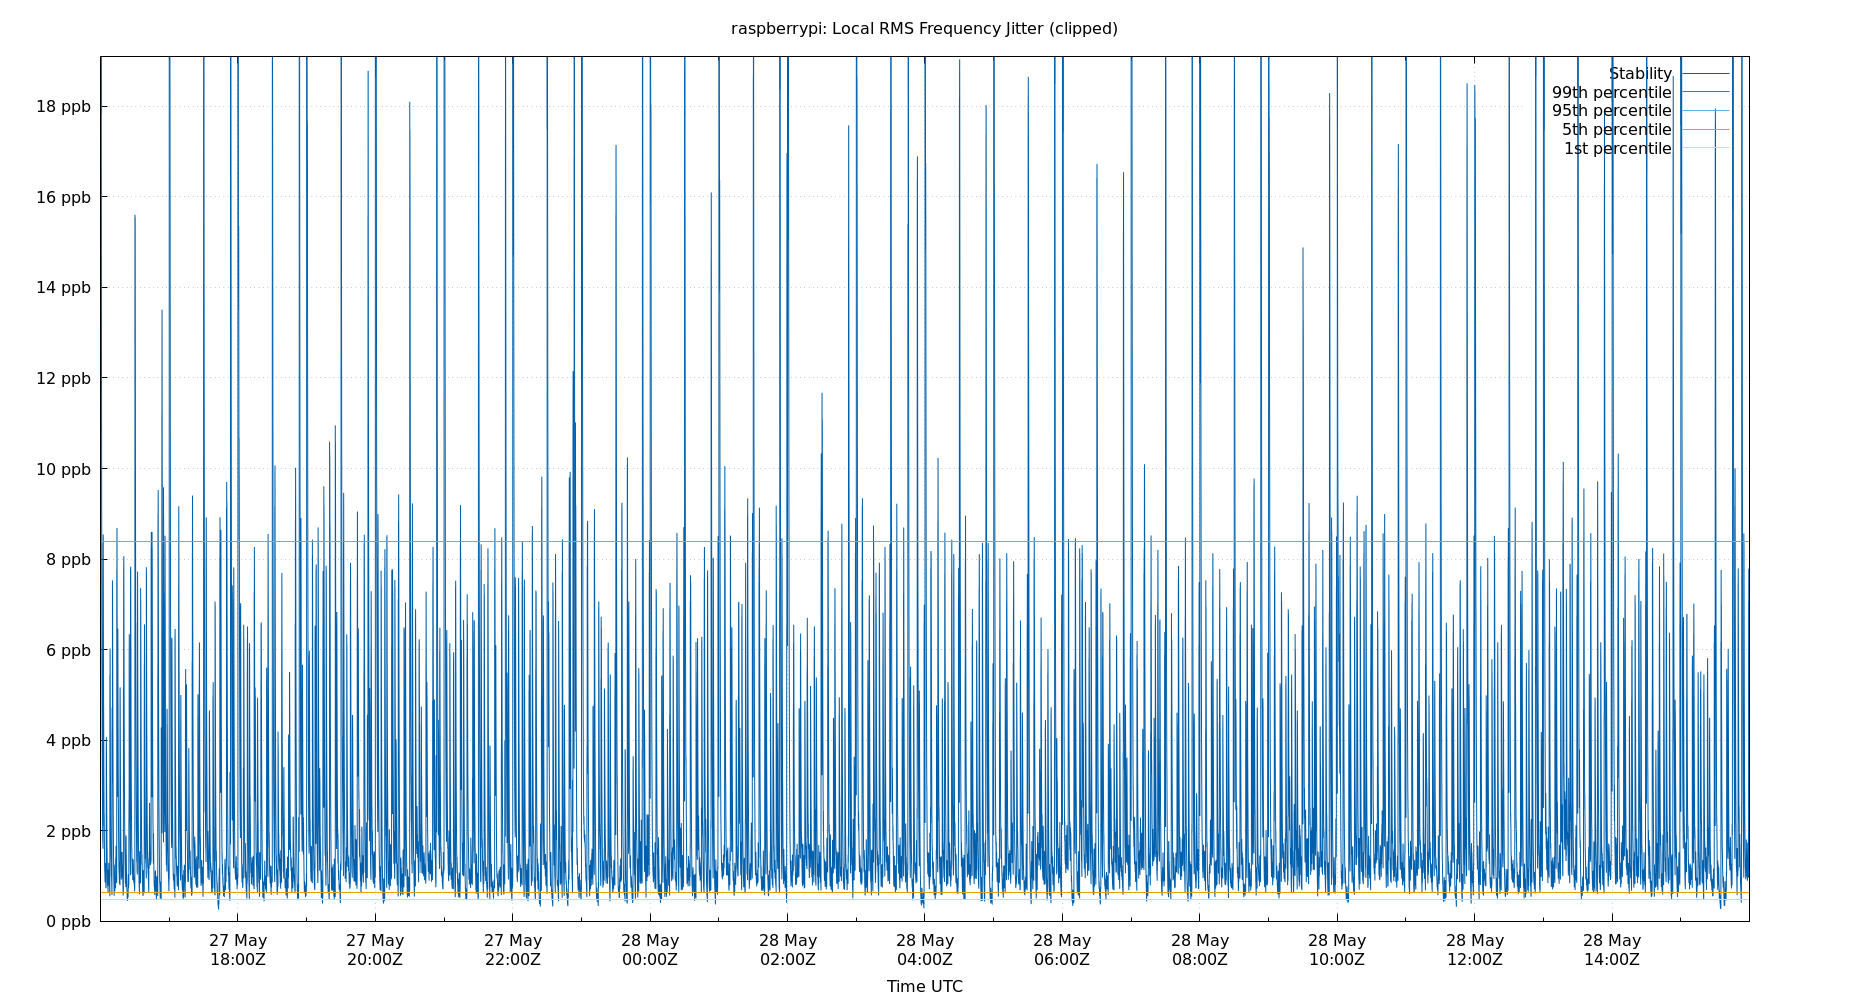 raspberrypi: Local RMS Frequency Jitter (clipped)
Stability
99th percentile
95th percentile
5th percentile
1st percentile
18 ppb
16 ppb
14 ppb
12 ppb
10 ppb
8 ppb
6 ppb
4 ppb
2 ppb
0 ppb
27 May 27 May 27 May 28 May 28 May 28 May 28 May 28 May 28 May 28 May 28 May
18:00Z 20:00Z 22:00Z 00:00Z 02:00Z 04:00Z 06:00Z 08:00Z 10:00Z 12:00Z 14:00Z
Time UTC